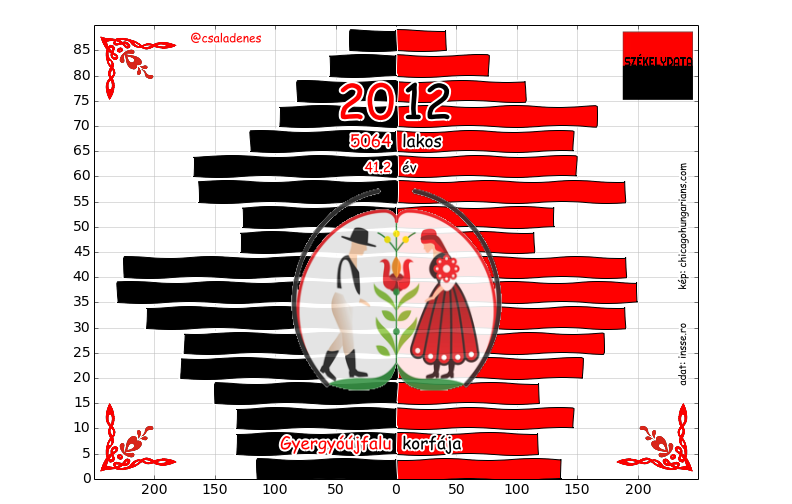 @csaladenes
SZÉKELYDATA
2012
5064 lakos
41.2 év
kép: chicagohungarians.com
adat: insse.ro
Gyergyóújfalu korfája
85
80
75
70
65
60
55
50
45
40
35
30
25
20
15
10
5
0
200 150 100 50 0 50 100 150 200